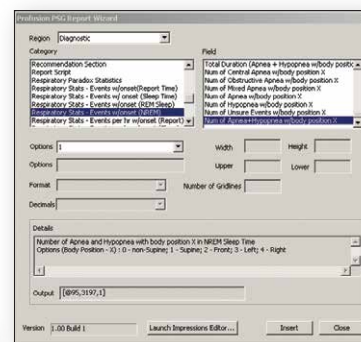 Profusion PSG Report Wizard
Region Diagnostic
Category
Recommendation Section
Report Script
Respiratory Paradox Statistics
Respiratory Stats - Events w/onset(Report Time)
Respiratory Stats - Events w/onset (Sleep Time)
Respiratory Stats - Events w/onset (REM Sleep)
Respiratory Stats - Events w/onset (NREM)
Respiratory Stats - Events per hr w/onset (Report)
Field
Total Duration (Apnea + Hypopnea w/body positic
Num of Central Apnea w/body position X
Num of Obstructive Apnea w/body position X
Num of Mixed Apnea w/body position X
Num of Apnea w/body position X
Num of Hypopnea w/body position X
Num of Unsure Events w/body position X
Num of Apnea+Hypopnea w/body position X
Options 1
Width
Height
Options
Upper
Lower
Format
Number of Gridlines
Decimals
Details
Number of Apnea and Hypopnea with body position X in NREM Sleep Time
Options (Body Position - X) : 0 - non-Supine; 1 - Supine; 2 - Front; 3 - Left; 4 - Right
Output [@95,3197,1]
Version 1.00 Build 1
Launch Impressions Editor...
Insert
Close